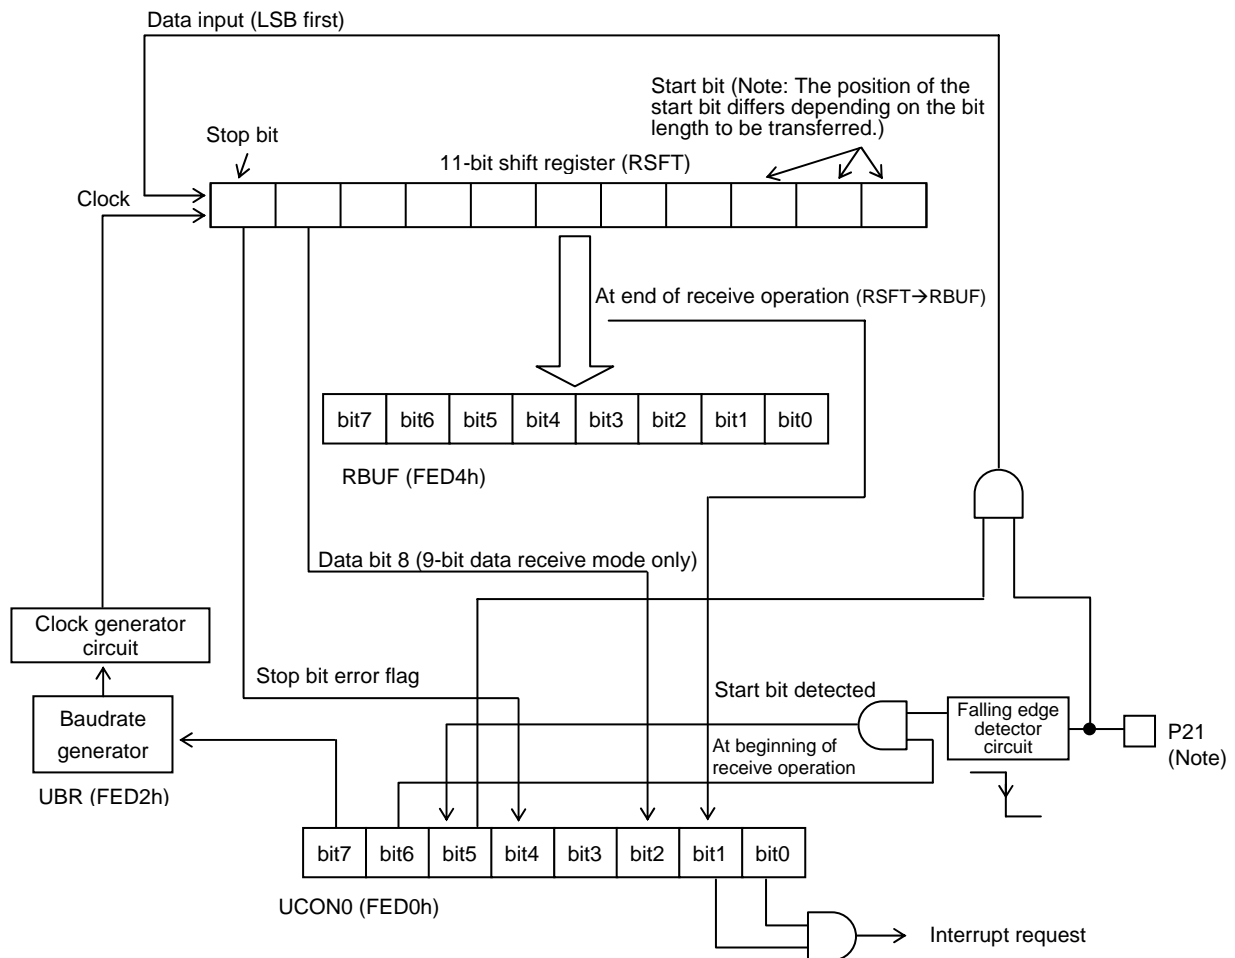 Data input (LSB first)
Start bit (Note: The position of the
start bit differs depending on the bit
length to be transferred.)
Stop bit
11-bit shift register (RSFT)
Clock
At end of receive operation (RSFT→RBUF)
bit7 bit6 bit5 bit4 bit3 bit2 bit1 bit0
RBUF (FED4h)
Data bit 8 (9-bit data receive mode only)
Clock generator
circuit
Stop bit error flag
Start bit detected
Baudrate
generator
Falling edge
detector
circuit
P21
(Note)
At beginning of
receive operation
UBR (FED2h)
bit7 bit6 bit5 bit4 bit3 bit2 bit1 bit0
UCON0 (FED0h)
Interrupt request